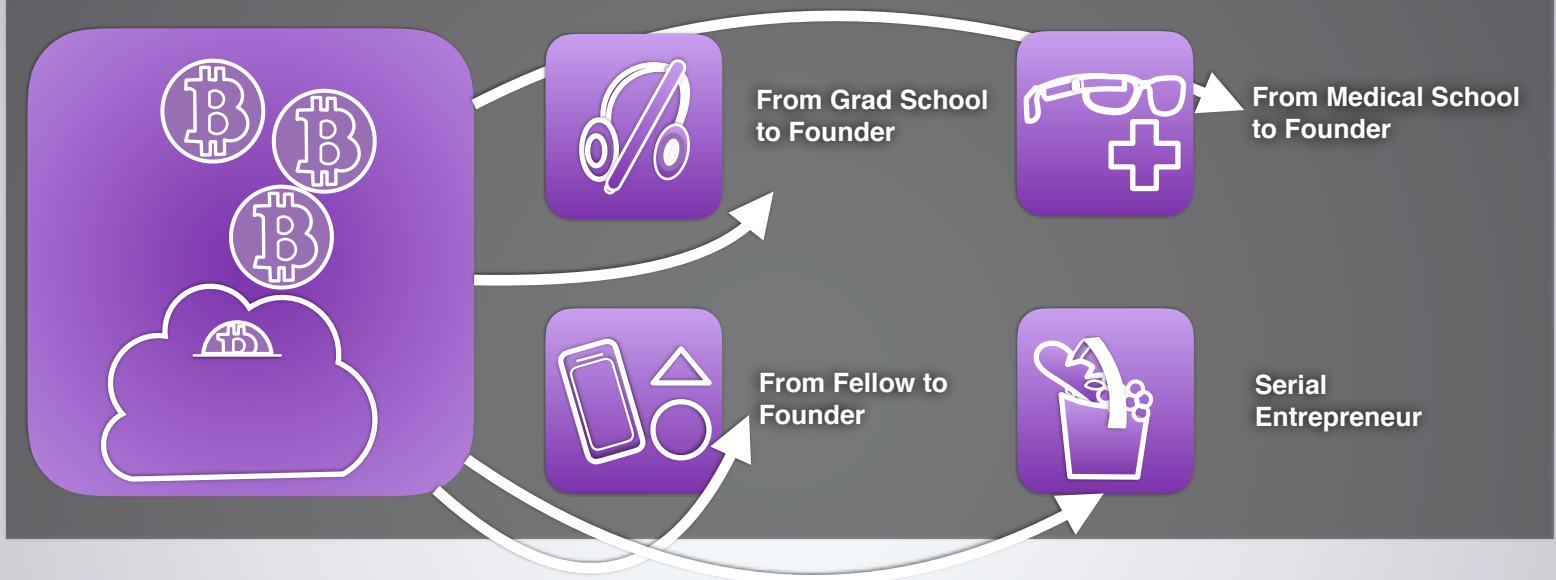 From Grad School
to Founder
From Medical School
to Founder
From Fellow to
Founder
Serial
Entrepreneur